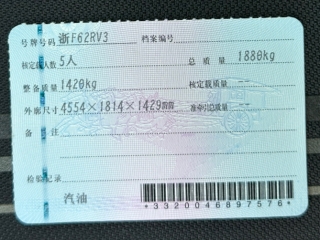 号牌号码 浙F62RV3 档案编号
核定载人数 5人 总质量 1880kg
整备质量 1420kg 核定载质量 --
外廓尺寸 4554×1814×1429 准牵引总质量 --
备注
检验记录
汽油
*3320046897576*